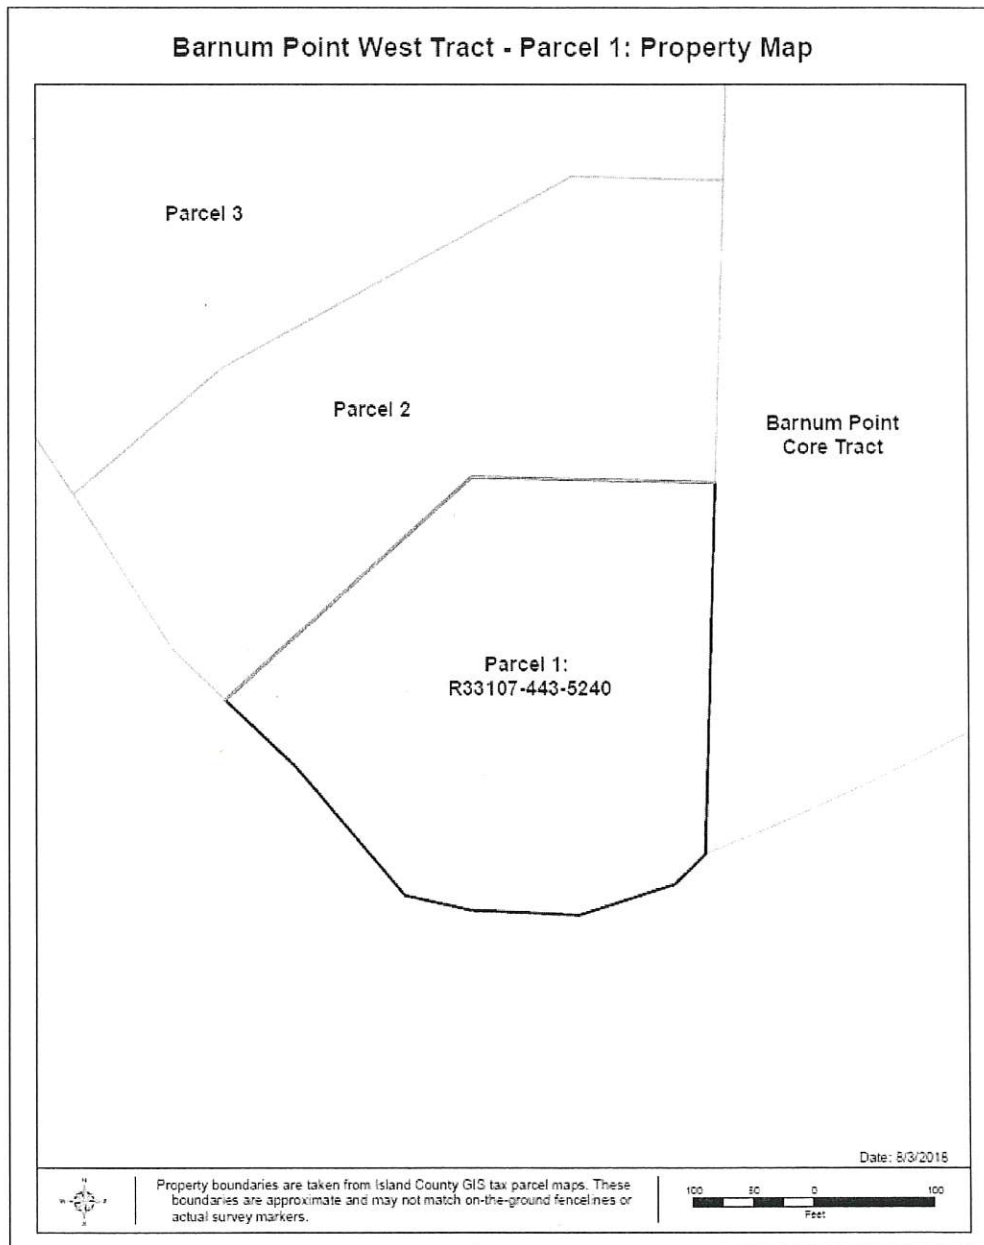 Barnum Point West Tract - Parcel 1: Property Map
Parcel 3
Parcel 2
Barnum Point
Core Tract
Parcel 1:
R33107-443-5240
Date: 8/3/2018
N
W
E
S
Property boundaries are taken from Island County GIS tax parcel maps. These
boundaries are approximate and may not match on-the-ground fencelines or
actual survey markers.
100 50 0 100
Feet